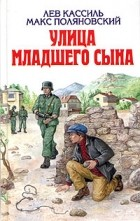 ЛЕВ КАССИЛЬ
МАКС ПОЛЯНОВСКИЙ
УЛИЦА
МЛАДШЕГО СЫНА